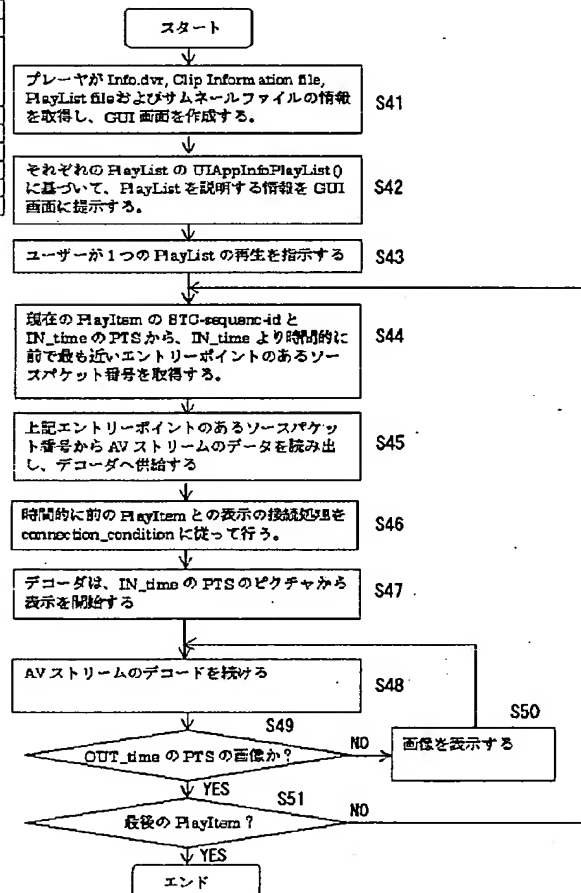 スタート
プレーヤが Info.dvr, Clip Information file,
PlayList fileおよびサムネールファイルの情報
を取得し、GUI 画面を作成する。
S41
それぞれの PlayList の UIAppInfoPlayList()
に基づいて、PlayList を説明する情報を GUI
画面に提示する。
S42
ユーザーが１つの PlayList の再生を指示する
S43
現在の PlayItem の STC-sequenc-id と
IN_time の PTS から、IN_time より時間的に
前で最も近いエントリーポイントのあるソー
スパケット番号を取得する。
S44
上記エントリーポイントのあるソースパケッ
ト番号から AV ストリームのデータを読み出
し、デコーダへ供給する
S45
時間的に前の PlayItem との表示の接続処理を
connection_condition に従って行う。
S46
デコーダは、IN_time の PTS のピクチャから
表示を開始する
S47
AV ストリームのデコードを続ける
S48
S49
OUT_time の PTS の画像か？
NO
S50
画像を表示する
YES
S51
最後の PlayItem？
NO
YES
エンド